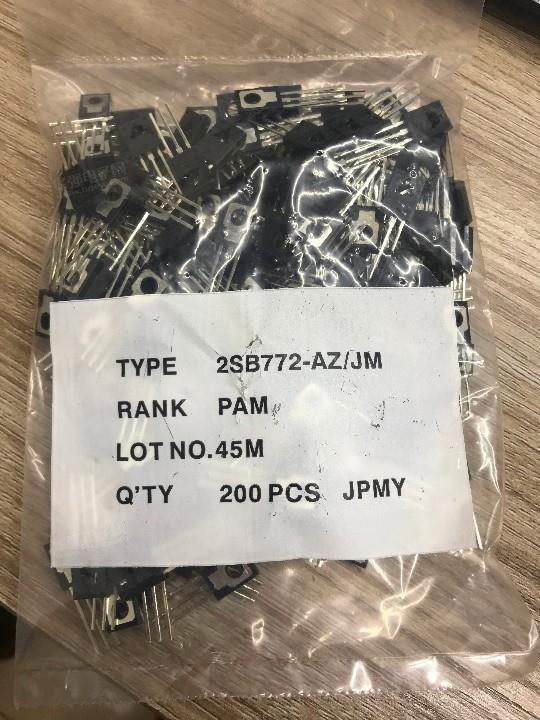 TYPE 2SB772-AZ/JM
RANK PAM
LOT NO.45M
Q'TY 200 PCS JPMY